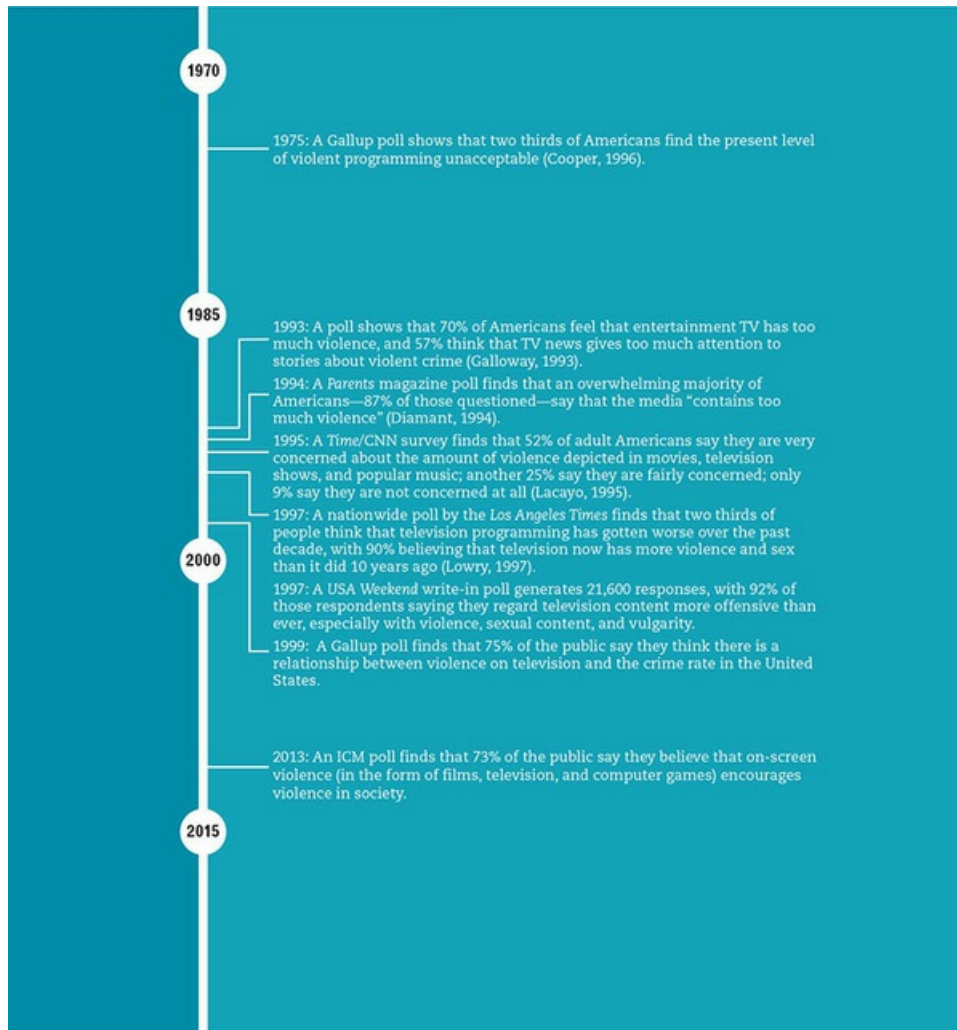 1970
1975: A Gallup poll shows that two thirds of Americans find the present level
of violent programming unacceptable (Cooper, 1996).
1985
1993: A poll shows that 70% of Americans feel that entertainment TV has too
much violence, and 57% think that TV news gives too much attention to
stories about violent crime (Galloway, 1993).
1994: A Parents magazine poll finds that an overwhelming majority of
Americans—87% of those questioned—say that the media “contains too
much violence” (Diamant, 1994).
1995: A Time/CNN survey finds that 52% of adult Americans say they are very
concerned about the amount of violence depicted in movies, television
shows, and popular music; another 25% say they are fairly concerned; only
9% say they are not concerned at all (Lacayo, 1995).
1997: A nationwide poll by the Los Angeles Times finds that two thirds of
people think that television programming has gotten worse over the past
decade, with 90% believing that television now has more violence and sex
than it did 10 years ago (Lowry, 1997).
2000
1997: A USA Weekend write-in poll generates 21,600 responses, with 92% of
those respondents saying they regard television content more offensive than
ever, especially with violence, sexual content, and vulgarity.
1999: A Gallup poll finds that 75% of the public say they think there is a
relationship between violence on television and the crime rate in the United
States.
2013: An ICM poll finds that 73% of the public say they believe that on-screen
violence (in the form of films, television, and computer games) encourages
violence in society.
2015